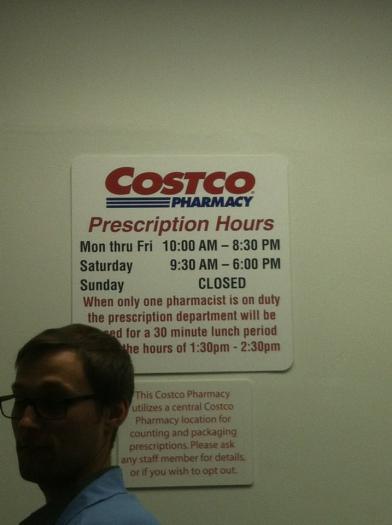 COSTCO
PHARMACY
Prescription Hours
Mon thru Fri 10:00 AM – 8:30 PM
Saturday 9:30 AM – 6:00 PM
Sunday CLOSED
When only one pharmacist is on duty
the prescription department will be
for a 30 minute lunch period
the hours of 1:30pm - 2:30pm
This Costco Pharmacy
utilizes a central Costco
Pharmacy location for
counting and packaging
prescriptions. Please ask
any staff member for details,
or if you wish to opt out.